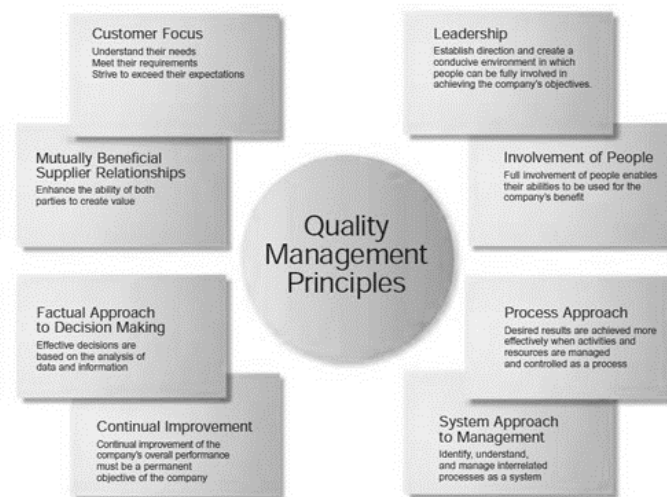 Customer Focus
Understand their needs
Meet their requirements
Strive to exceed their expectations
Leadership
Establish direction and create a
conducive environment in which
people can be fully involved in
achieving the company's objectives.
Mutually Beneficial
Supplier Relationships
Enhance the ability of both
parties to create value
Involvement of People
Full involvement of people enables
their abilities to be used for the
company's benefit
Quality
Management
Principles
Factual Approach
to Decision Making
Effective decisions are
based on the analysis of
data and information
Process Approach
Desired results are achieved more
effectively when activities and
resources are managed
and controlled as a process
Continual Improvement
Continual improvement of the
company's overall performance
must be a permanent
objective of the company
System Approach
to Management
Identify, understand,
and manage interrelated
processes as a system